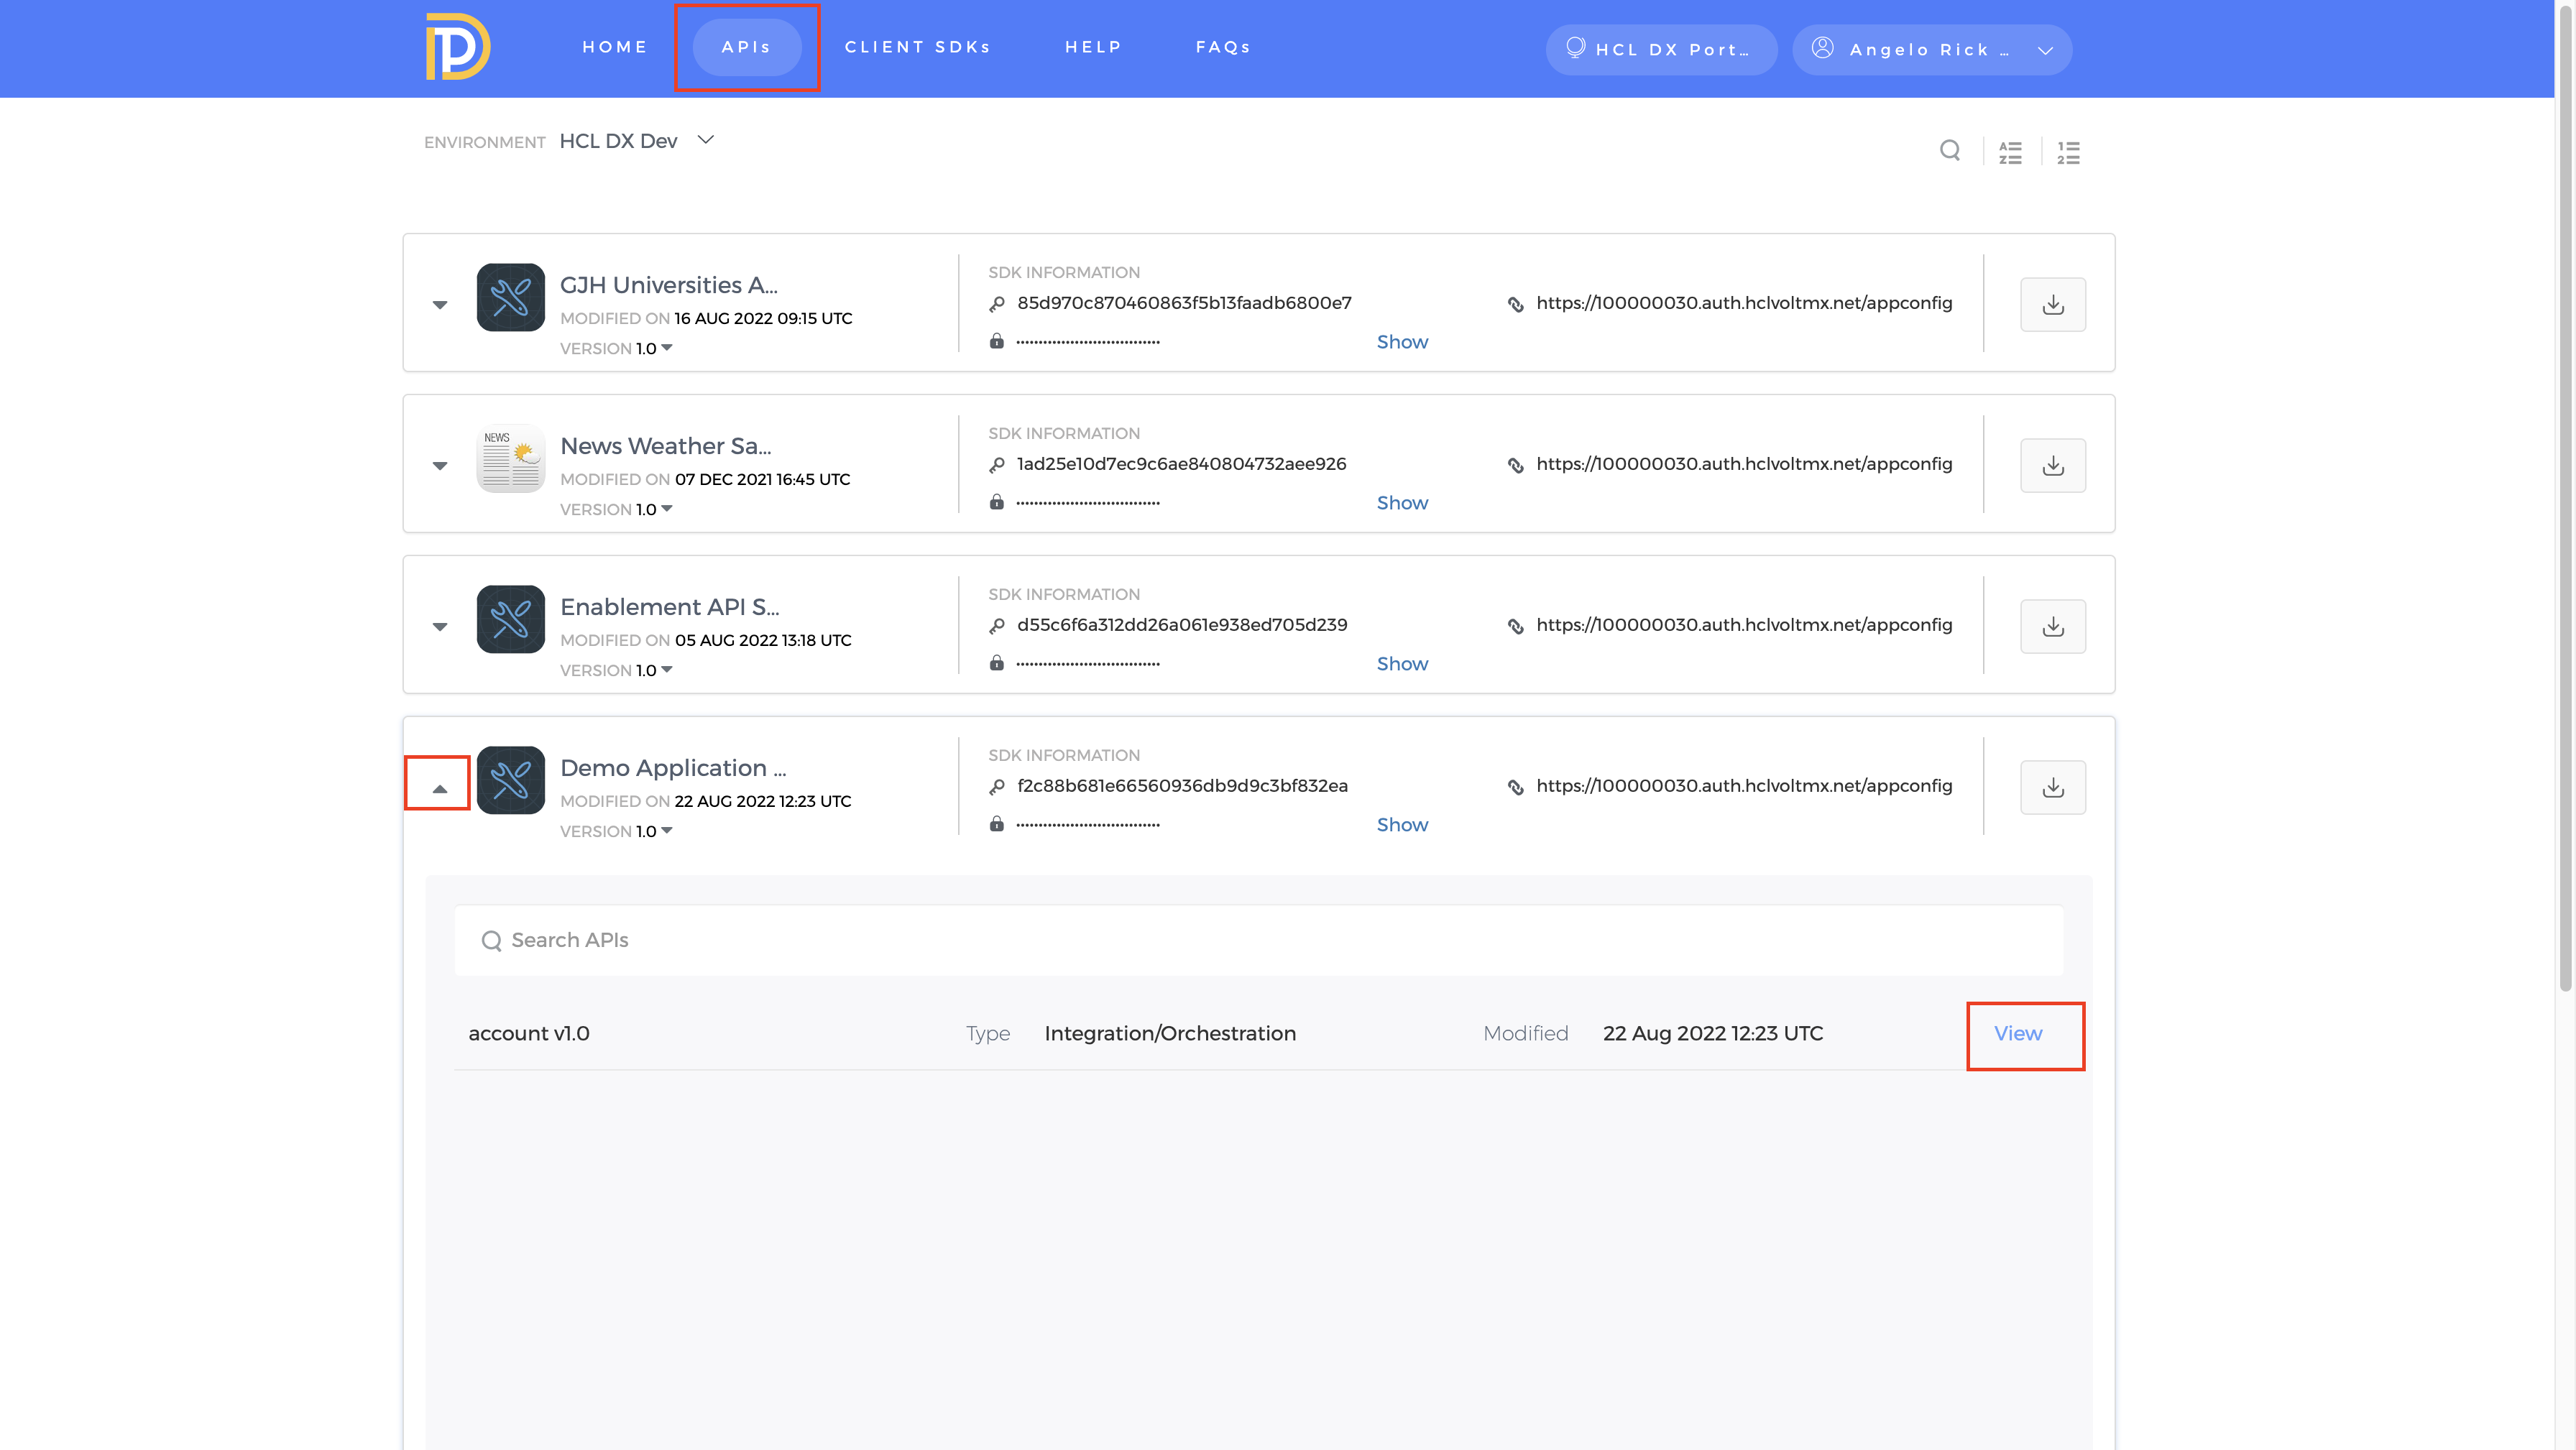 HOME APIs CLIENT SDKs HELP FAQs HCL DX Port... Angelo Rick ...
ENVIRONMENT HCL DX Dev
GJH Universities A...
MODIFIED ON 16 AUG 2022 09:15 UTC
VERSION 1.0
SDK INFORMATION
85d970c870460863f5b13faadb6800e7
https://100000030.auth.hclvoltmx.net/appconfig
Show
NEWS
News Weather Sa...
MODIFIED ON 07 DEC 2021 16:45 UTC
VERSION 1.0
SDK INFORMATION
1ad25e10d7ec9c6ae840804732aee926
https://100000030.auth.hclvoltmx.net/appconfig
Show
Enablement API S...
MODIFIED ON 05 AUG 2022 13:18 UTC
VERSION 1.0
SDK INFORMATION
d55c6f6a312dd26a061e938ed705d239
https://100000030.auth.hclvoltmx.net/appconfig
Show
Demo Application ...
MODIFIED ON 22 AUG 2022 12:23 UTC
VERSION 1.0
SDK INFORMATION
f2c88b681e66560936db9d9c3bf832ea
https://100000030.auth.hclvoltmx.net/appconfig
Show
Search APIs
account v1.0 Type Integration/Orchestration Modified 22 Aug 2022 12:23 UTC View